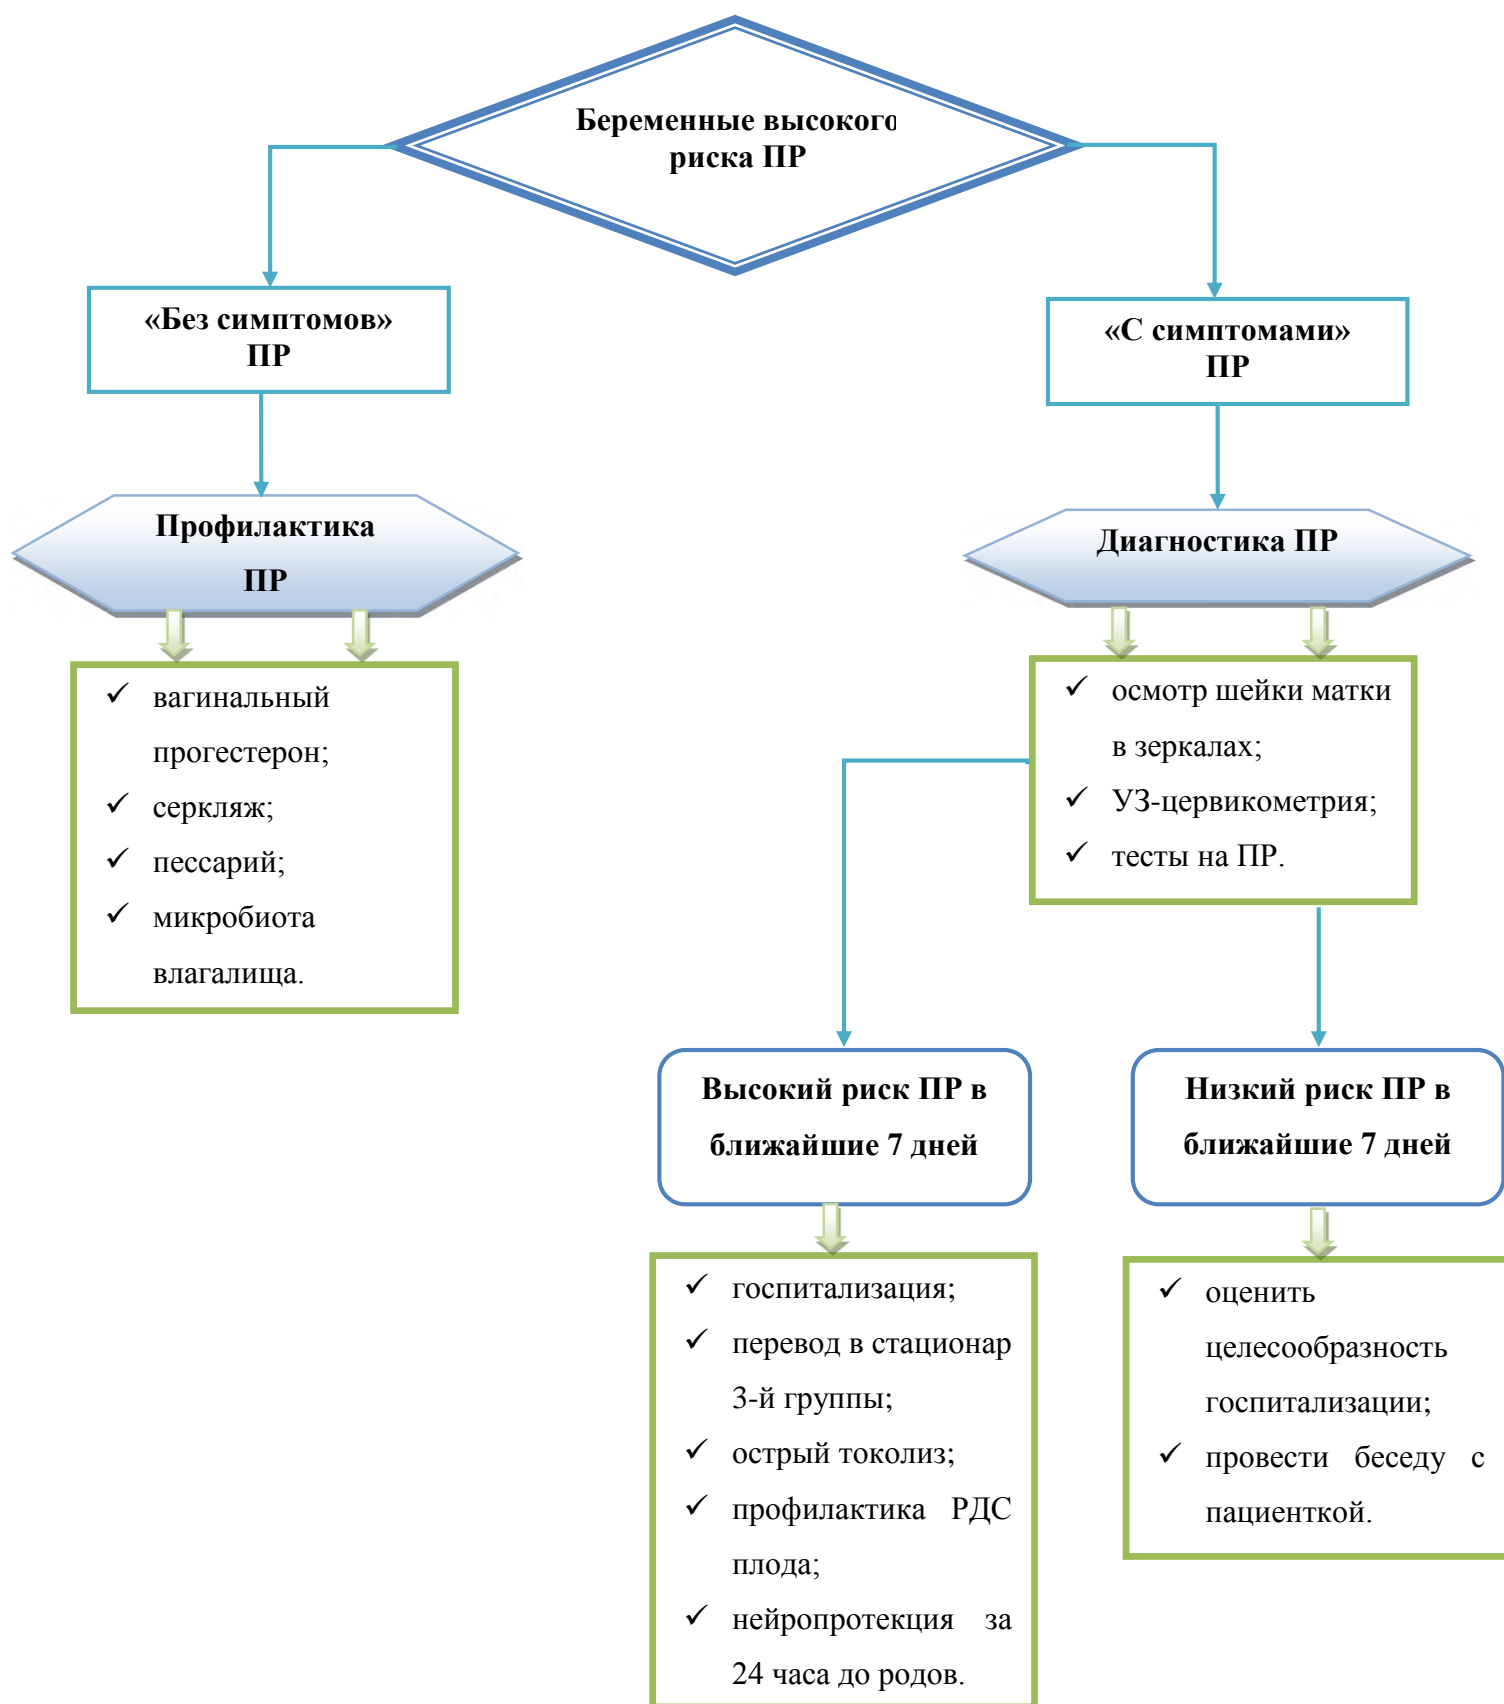 Беременные высокого
риска ПР
«Без симптомов»
ПР
«С симптомами»
ПР
Профилактика
ПР
Диагностика ПР
✓ вагинальный
прогестерон;
✓ серкляж;
✓ пессарий;
✓ микробиота
влагалища.
✓ осмотр шейки матки
в зеркалах;
✓ УЗ-цервикометрия;
✓ тесты на ПР.
Высокий риск ПР в
ближайшие 7 дней
Низкий риск ПР в
ближайшие 7 дней
✓ госпитализация;
✓ перевод в стационар
3-й группы;
✓ острый токолиз;
✓ профилактика РДС
плода;
✓ нейропротекция за
24 часа до родов.
✓ оценить
целесообразность
госпитализации;
✓ провести беседу с
пациенткой.